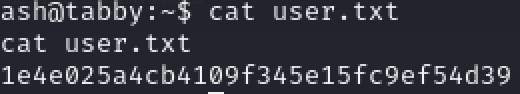 ash@tabby:~$ cat user.txt
cat user.txt
1e4e025a4cb4109f345e15fc9ef54d39